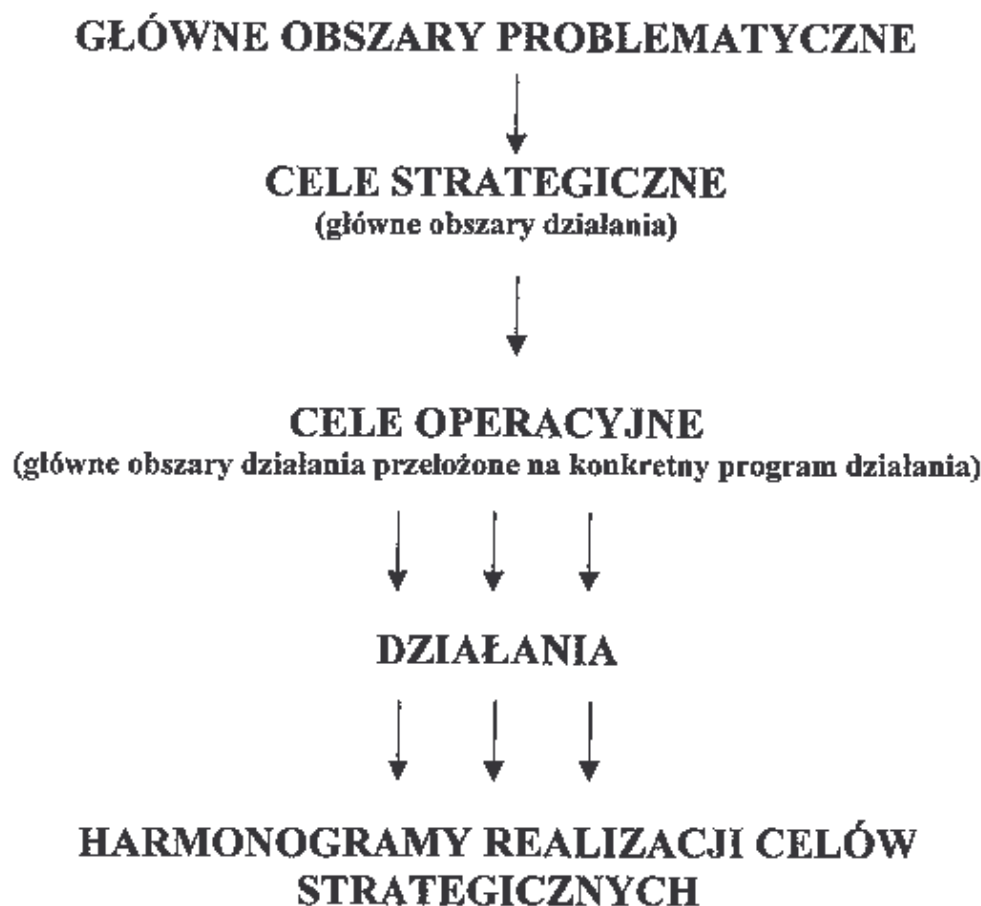 GŁÓWNE OBSZARY PROBLEMATYCZNE
CELE STRATEGICZNE
(główne obszary działania)
CELE OPERACYJNE
(główne obszary działania przełożone na konkretny program działania)
DZIAŁANIA
HARMONOGRAMY REALIZACJI CELÓW
STRATEGICZNYCH